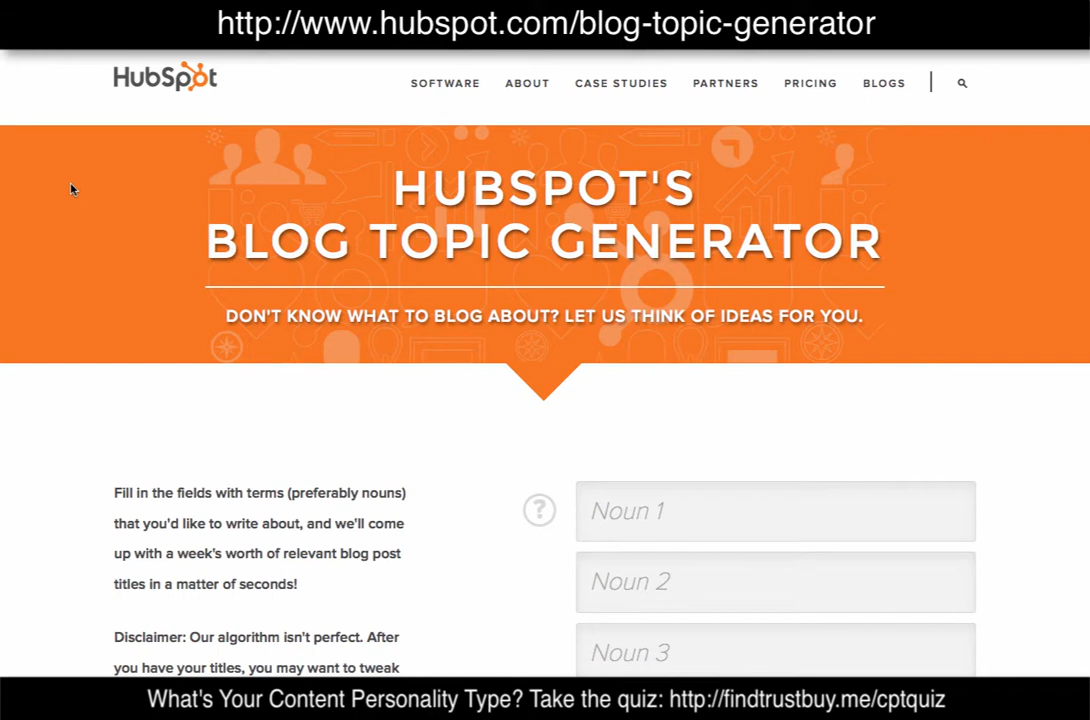 http://www.hubspot.com/blog-topic-generator
HubSpot
SOFTWARE ABOUT CASE STUDIES PARTNERS PRICING BLOGS
HUBSPOT'S
BLOG TOPIC GENERATOR
DON'T KNOW WHAT TO BLOG ABOUT? LET US THINK OF IDEAS FOR YOU.
Fill in the fields with terms (preferably nouns)
that you'd like to write about, and we'll come
up with a week's worth of relevant blog post
titles in a matter of seconds!
Disclaimer: Our algorithm isn't perfect. After
you have your titles, you may want to tweak
?
Noun 1
Noun 2
Noun 3
What's Your Content Personality Type? Take the quiz: http://findtrustbuy.me/cptquiz